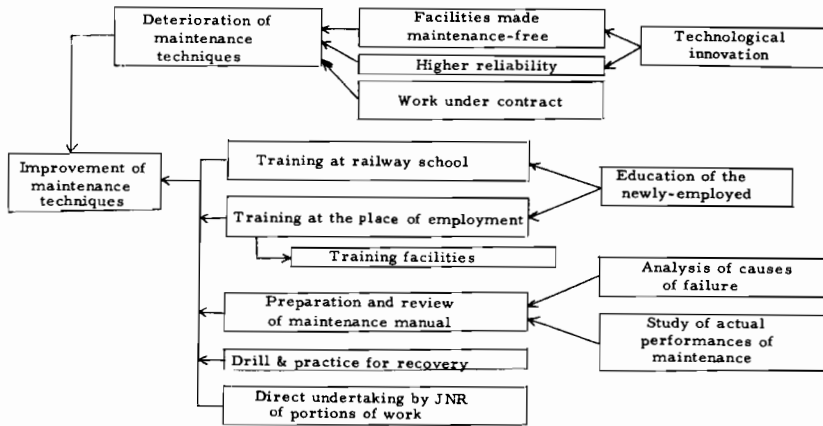 Deterioration of
maintenance
techniques
Facilities made
maintenance-free
Higher reliability
Work under contract
Technological
innovation
Improvement of
maintenance
techniques
Training at railway school
Training at the place of employment
Training facilities
Education of the
newly-employed
Preparation and review
of maintenance manual
Analysis of causes
of failure
Study of actual
performances of
maintenance
Drill & practice for recovery
Direct undertaking by JNR
of portions of work